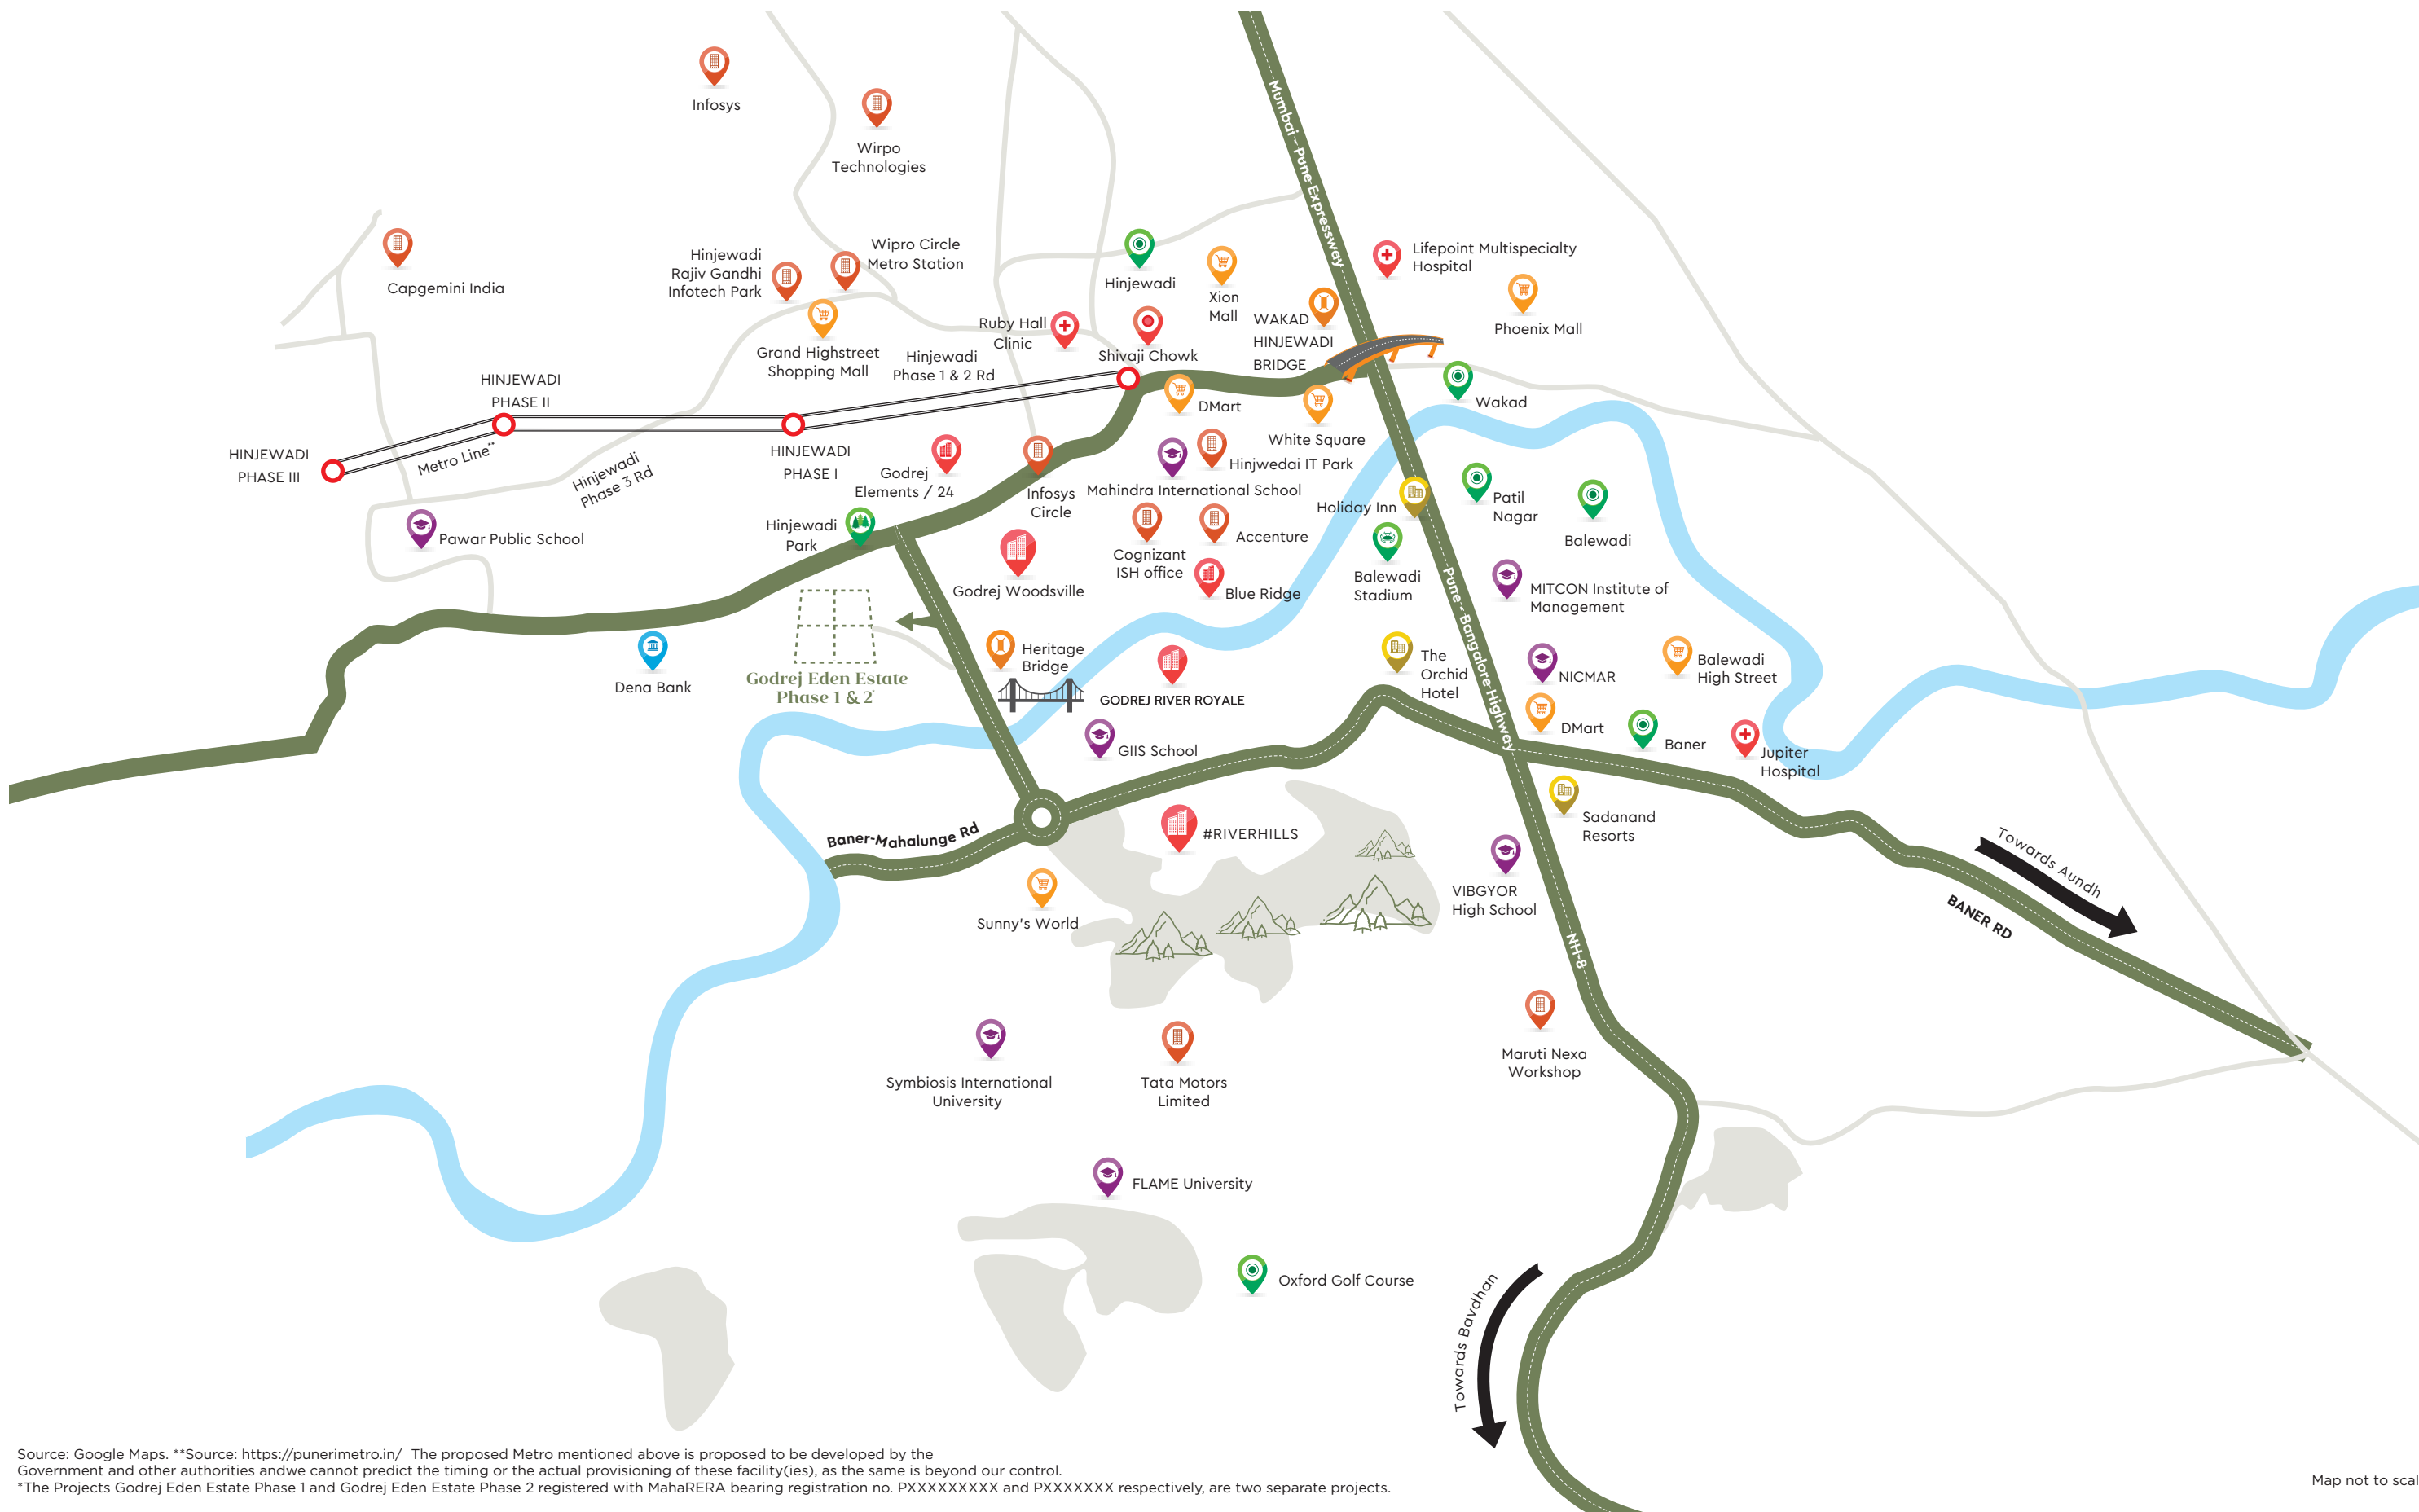 Infosys
Wirpo
Technologies
Mumbai - Pune Expressway
Capgemini India
Hinjewadi
Rajiv Gandhi
Infotech Park
Wipro Circle
Metro Station
Hinjewadi
Xion
Mall
Lifepoint Multispecialty
Hospital
Phoenix Mall
WAKAD
HINJEWADI
BRIDGE
Ruby Hall
Clinic
Shivaji Chowk
Grand Highstreet
Shopping Mall
Hinjewadi
Phase 1 & 2 Rd
HINJEWADI
PHASE II
DMart
Wakad
White Square
HINJEWADI
PHASE III
Metro Line**
Hinjewadi
Phase 3 Rd
HINJEWADI
PHASE I
Godrej
Elements / 24
Infosys
Circle
Hinjwedai IT Park
Mahindra International School
Holiday Inn
Patil
Nagar
Balewadi
Pawar Public School
Hinjewadi
Park
Cognizant
ISH office
Accenture
Godrej Woodsville
Blue Ridge
Balewadi
Stadium
Pune - Bangalore Highway
MITCON Institute of
Management
Dena Bank
Godrej Eden Estate
Phase 1 & 2*
Heritage
Bridge
GODREJ RIVER ROYALE
The
Orchid
Hotel
NICMAR
Balewadi
High Street
GIIS School
DMart
Baner
Jupiter
Hospital
Baner-Mahalunge Rd
#RIVERHILLS
Sadanand
Resorts
Towards Aundh
BANER RD
Sunny's World
VIBGYOR
High School
NH-8
Symbiosis International
University
Tata Motors
Limited
Maruti Nexa
Workshop
FLAME University
Oxford Golf Course
Towards Bavdhan
Source: Google Maps. **Source: https://punerimetro.in/ The proposed Metro mentioned above is proposed to be developed by the
Government and other authorities andwe cannot predict the timing or the actual provisioning of these facility(ies), as the same is beyond our control.
*The Projects Godrej Eden Estate Phase 1 and Godrej Eden Estate Phase 2 registered with MahaRERA bearing registration no. PXXXXXXXXX and PXXXXXXX respectively, are two separate projects.
Map not to scal